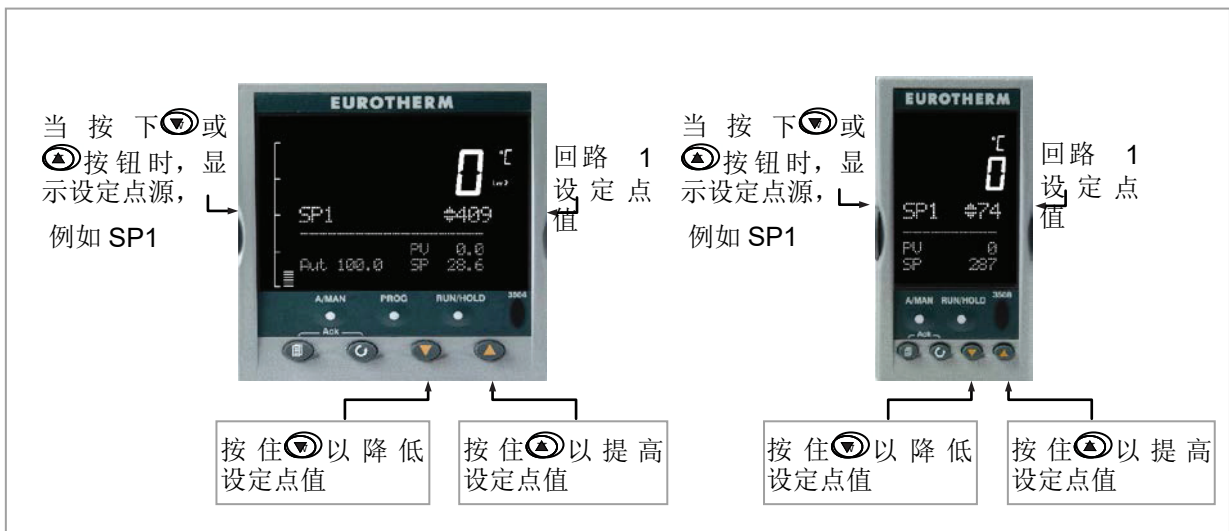 当 按 下▼或
▲按钮时，显
示设定点源，
例如 SP1
EUROTHERM
°C
0
SP1 409
PV 0.0
Aut 100.0 SP 28.6
A/MAN PROG RUN/HOLD 3504
Ack
回路 1
设定点
值
按 住▼以 降 低
设定点值
按 住▲以 提 高
设定点值
当 按 下▼或
▲按钮时，显
示设定点源，
例如 SP1
EUROTHERM
°C
0
SP1 74
PV 0
SP 287
A/MAN RUN/HOLD 3508
Ack
回路 1
设定点
值
按 住▼以 降 低
设定点值
按 住▲以 提 高
设定点值